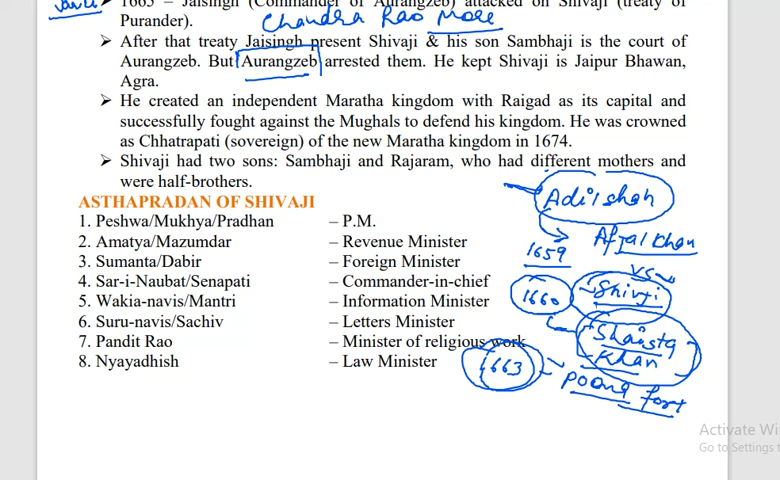 Javli ➤ 1665 – Jaisingh (Commander of Aurangzeb) attacked on Shivaji (treaty of
Purander). Chandra Rao More
➤ After that treaty Jaisingh present Shivaji & his son Sambhaji is the court of
Aurangzeb. But Aurangzeb arrested them. He kept Shivaji is Jaipur Bhawan,
Agra.
➤ He created an independent Maratha kingdom with Raigad as its capital and
successfully fought against the Mughals to defend his kingdom. He was crowned
as Chhatrapati (sovereign) of the new Maratha kingdom in 1674.
➤ Shivaji had two sons: Sambhaji and Rajaram, who had different mothers and
were half-brothers.
ASTHAPRADAN OF SHIVAJI
1. Peshwa/Mukhya/Pradhan – P.M.
2. Amatya/Mazumdar – Revenue Minister
3. Sumanta/Dabir – Foreign Minister
4. Sar-i-Naubat/Senapati – Commander-in-chief
5. Wakia-navis/Mantri – Information Minister
6. Suru-navis/Sachiv – Letters Minister
7. Pandit Rao – Minister of religious work
8. Nyayadhish – Law Minister
Adilshah
Afjal Khan
1659
VS
1660 Shivji
Shaista
Khan
1663
Poona fort
Activate Wi
Go to Settings t